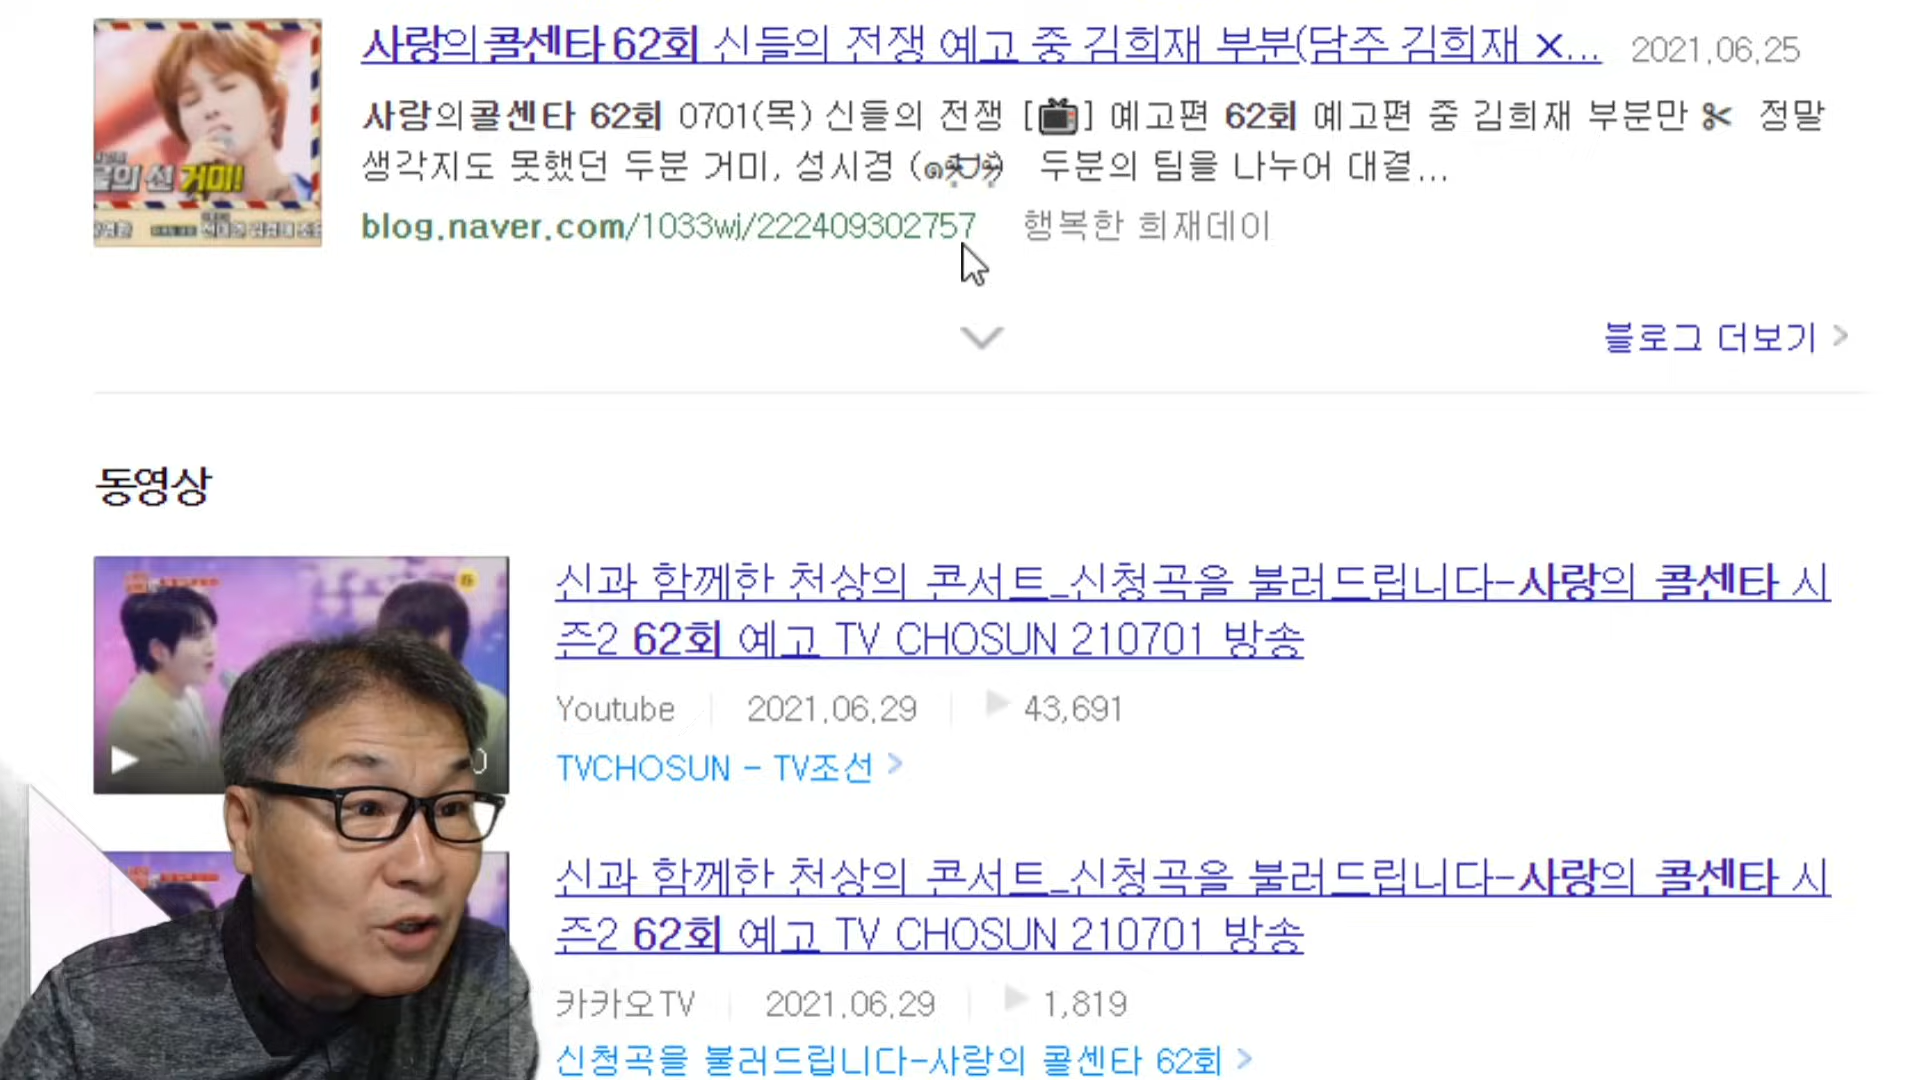 사랑의콜센타 62회 신들의 전쟁 예고 중 김희재 부분(담주 김희재 ×... 2021.06.25
사랑의콜센타 62회 0701(목) 신들의 전쟁 [📺] 예고편 62회 예고편 중 김희재 부분만 ✂ 정말
생각지도 못했던 두분 거미, 성시경 두분의 팀을 나누어 대결...
blog.naver.com/1033wj/222409302757 행복한 희재데이
거미!
블로그 더보기 >
동영상
신과 함께한 천상의 콘서트_신청곡을 불러드립니다-사랑의 콜센타 시
즌2 62회 예고 TV CHOSUN 210701 방송
Youtube 2021.06.29 ▶ 43,691
TVCHOSUN - TV조선 >
신과 함께한 천상의 콘서트_신청곡을 불러드립니다-사랑의 콜센타 시
즌2 62회 예고 TV CHOSUN 210701 방송
카카오TV 2021.06.29 ▶ 1,819
신청곡을 불러드립니다-사랑의 콜센타 62회 >